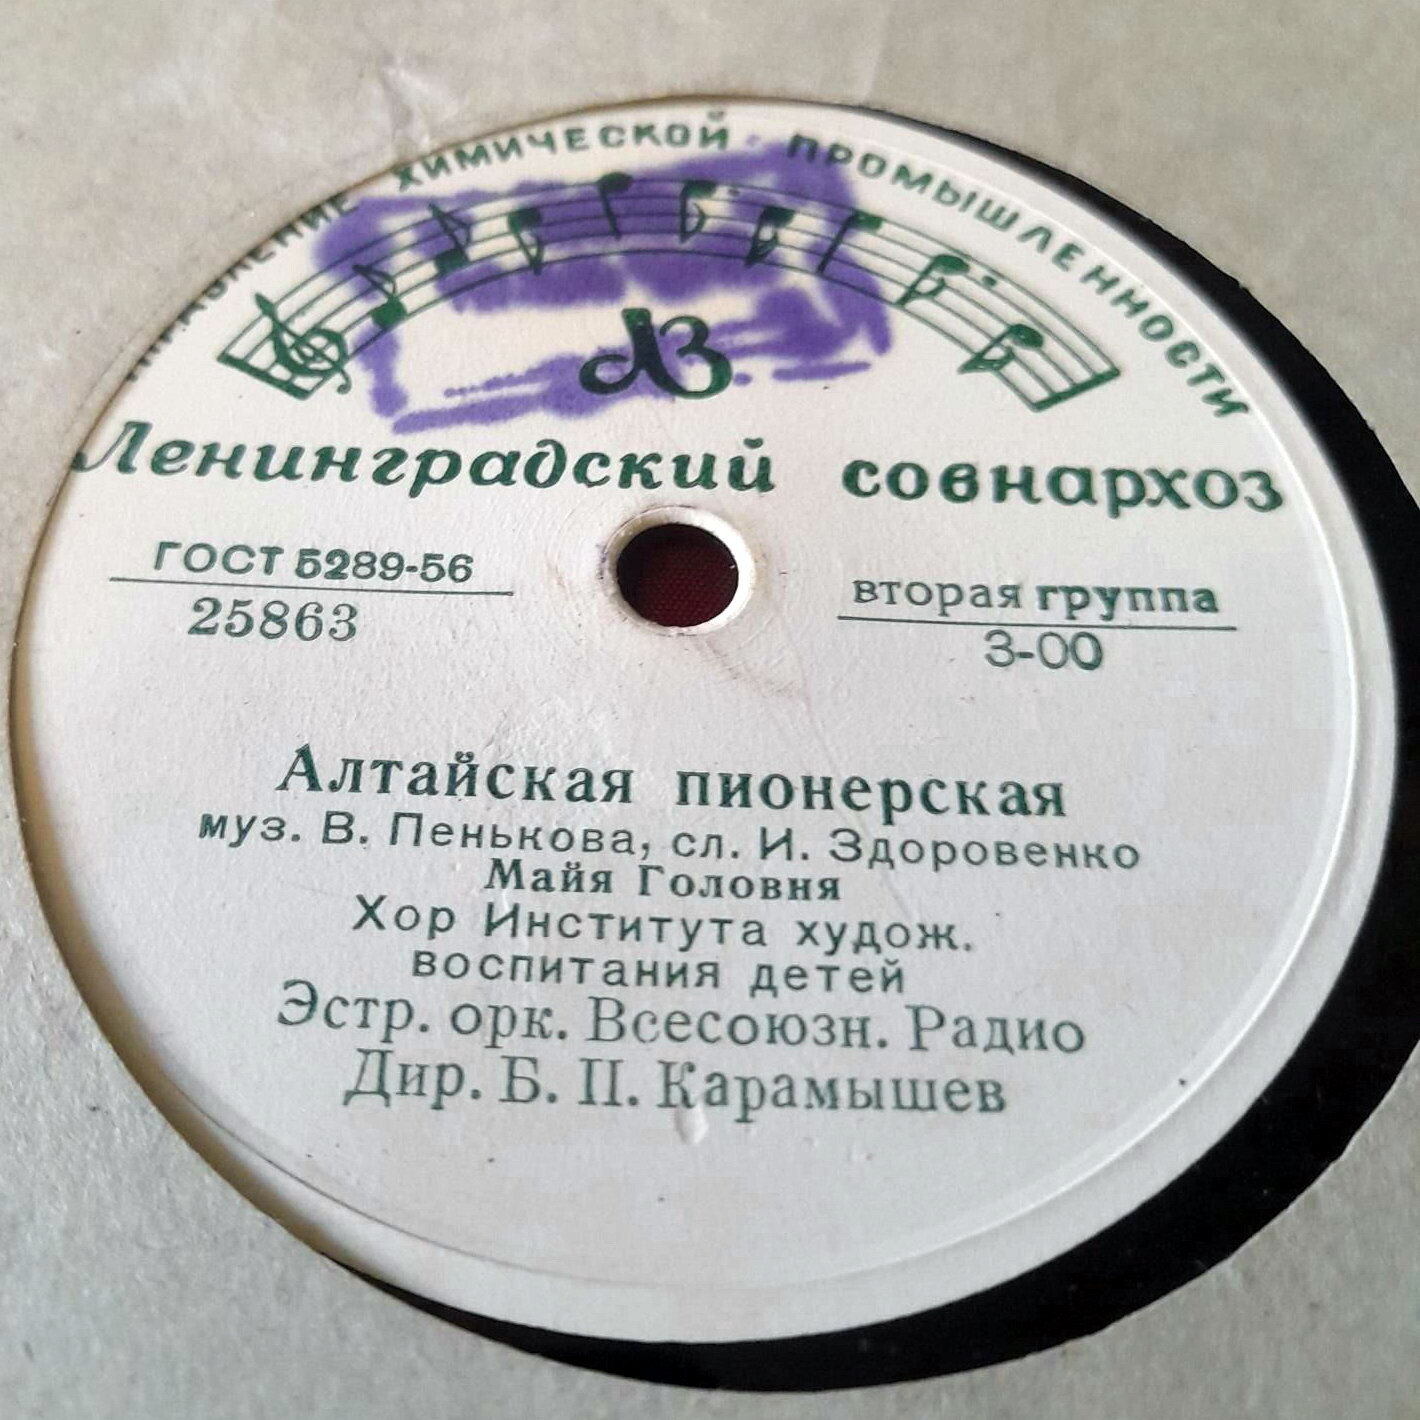 УПРАВЛЕНИЕ ХИМИЧЕСКОЙ ПРОМЫШЛЕННОСТИ
ЛЗ
Ленинградский совнархоз
ГОСТ 5289-56
25863
вторая группа
3-00
Алтайская пионерская
муз. В. Пенькова, сл. И. Здоровенко
Майя Головня
Хор Института худож.
воспитания детей
Эстр. орк. Всесоюзн. Радио
Дир. Б. П. Карамышев